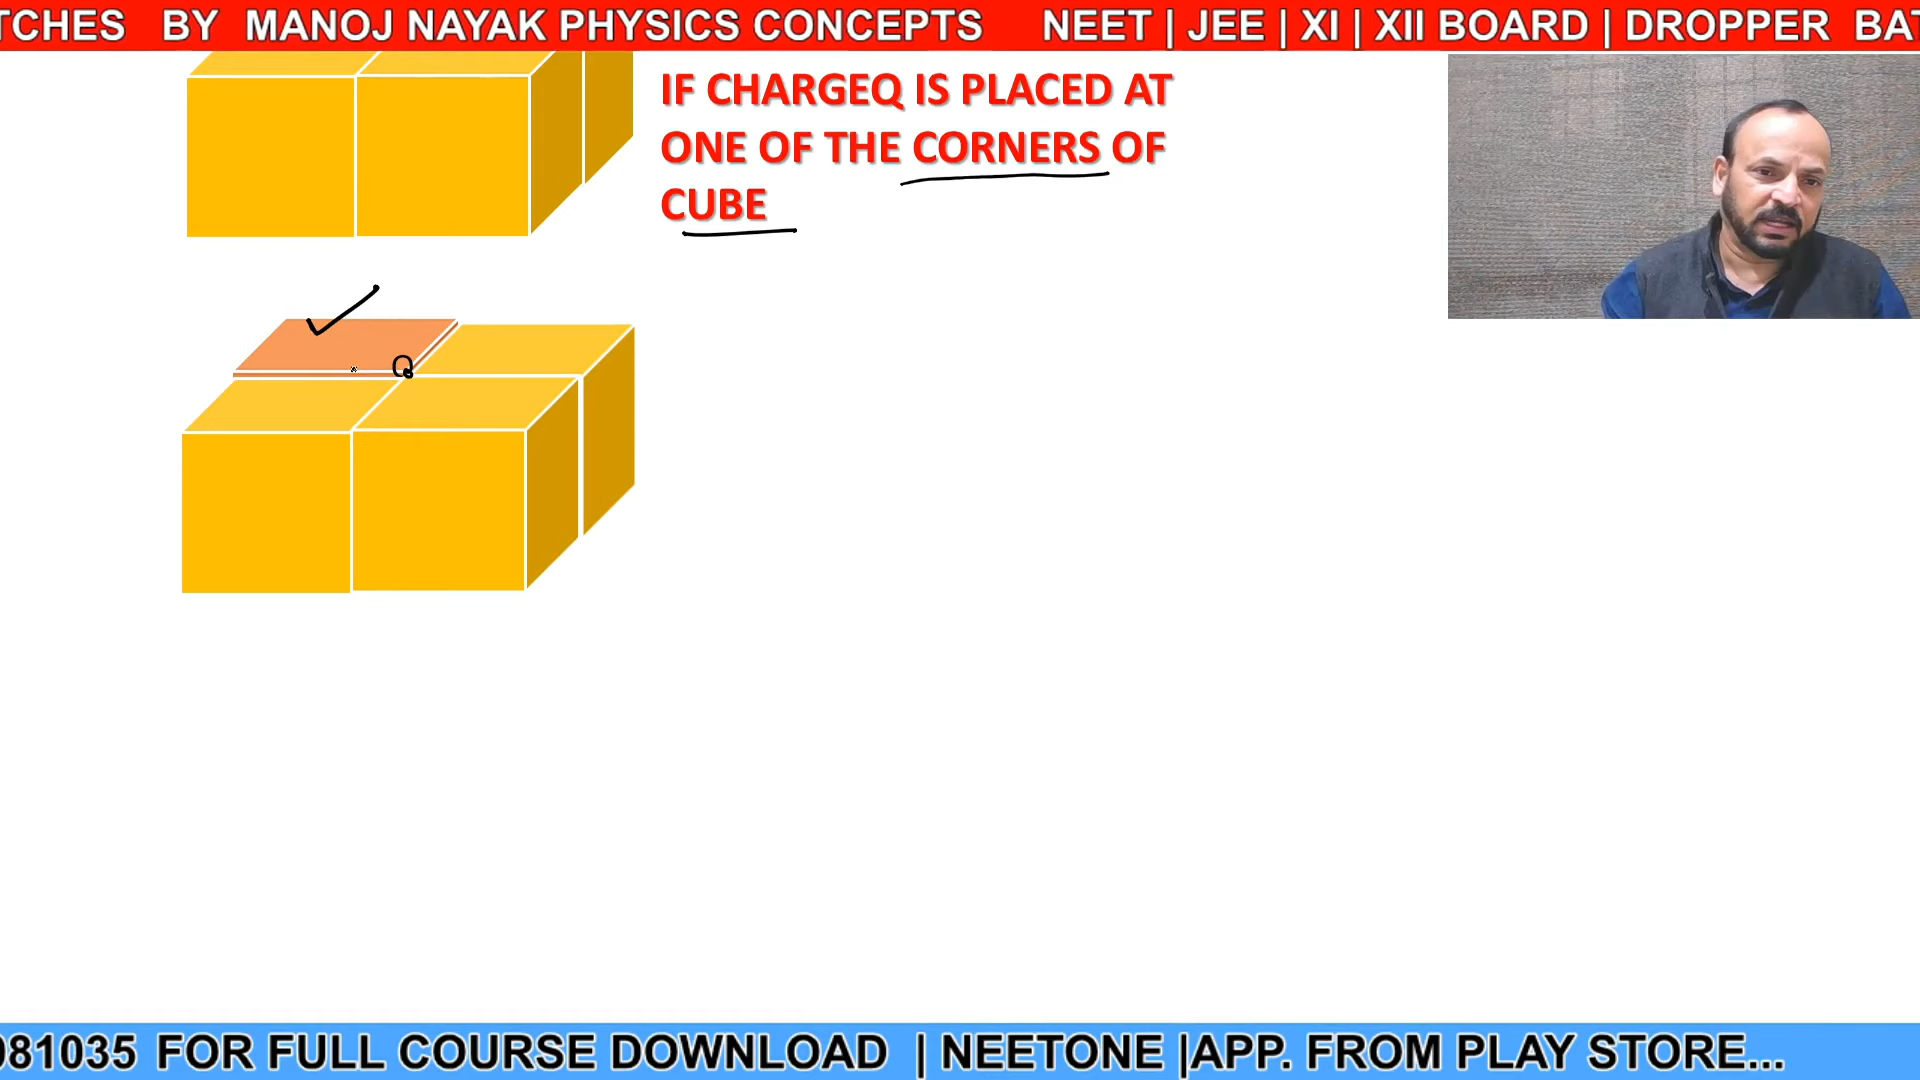 TCHES BY MANOJ NAYAK PHYSICS CONCEPTS NEET | JEE | XI | XII BOARD | DROPPER BAT
IF CHARGEQ IS PLACED AT
ONE OF THE CORNERS OF
CUBE
Q
081035 FOR FULL COURSE DOWNLOAD | NEETONE |APP. FROM PLAY STORE...